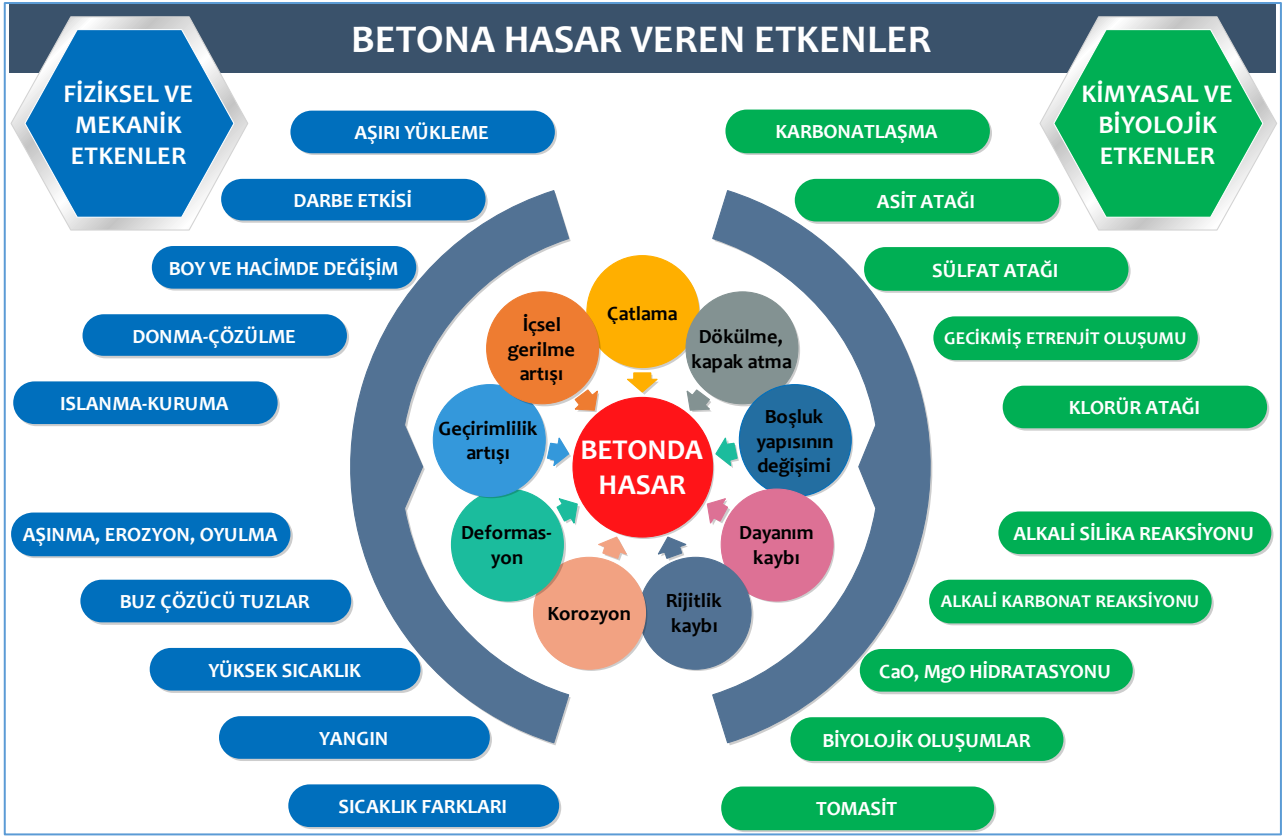 BETONA HASAR VEREN ETKENLER
FİZİKSEL VE
MEKANİK
ETKENLER
AŞIRI YÜKLEME
DARBE ETKİSİ
BOY VE HACİMDE DEĞİŞİM
DONMA-ÇÖZÜLME
ISLANMA-KURUMA
AŞINMA, EROZYON, OYULMA
BUZ ÇÖZÜCÜ TUZLAR
YÜKSEK SICAKLIK
YANGIN
SICAKLIK FARKLARI
Çatlama
Dökülme,
kapak atma
Boşluk
yapısının
değişimi
Dayanım
kaybı
Rijitlik
kaybı
Korozyon
Deformas-
yon
Geçirimlilik
artışı
İçsel
gerilme
artışı
BETONDA
HASAR
KİMYASAL VE
BİYOLOJİK
ETKENLER
KARBONATLAŞMA
ASİT ATAĞI
SÜLFAT ATAĞI
GECİKMİŞ ETRENJİT OLUŞUMU
KLORÜR ATAĞI
ALKALİ SİLİKA REAKSİYONU
ALKALİ KARBONAT REAKSİYONU
CaO, MgO HİDRATASYONU
BİYOLOJİK OLUŞUMLAR
TOMASİT